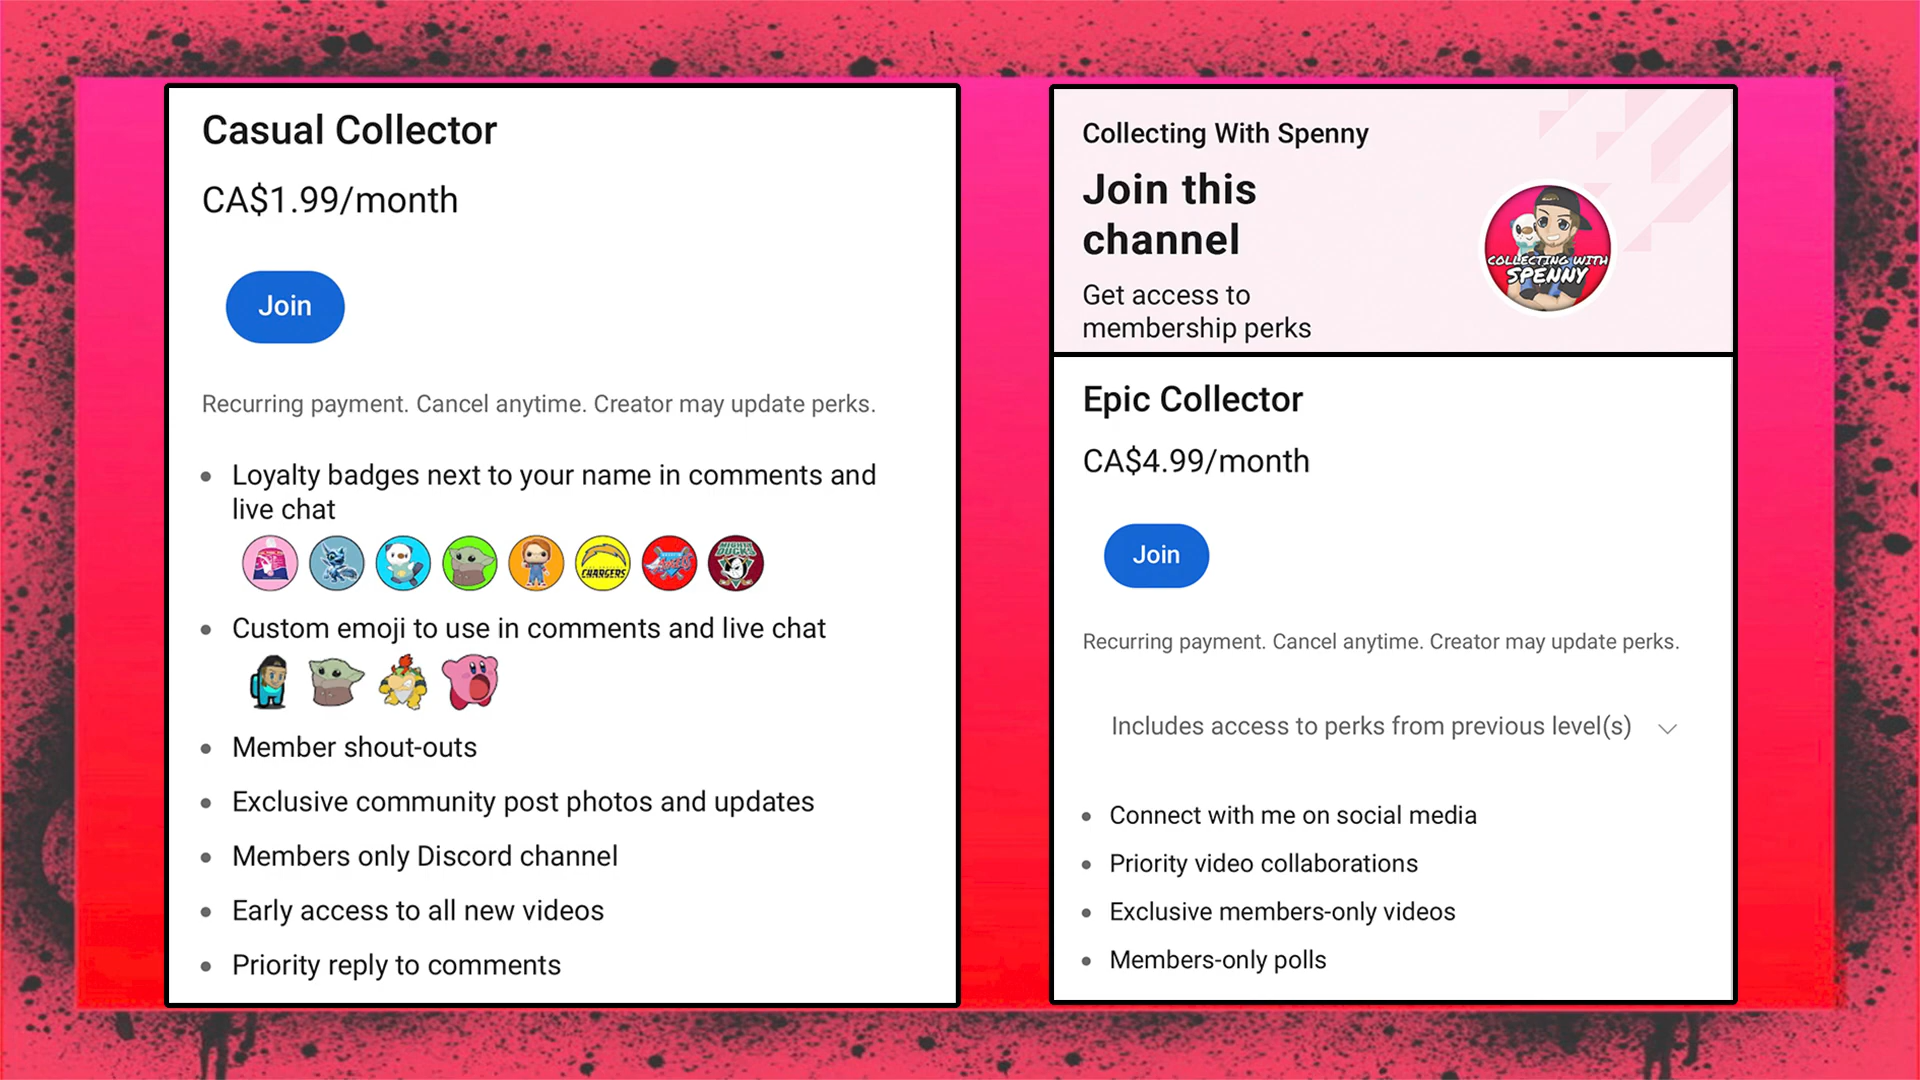 Casual Collector
CA$1.99/month
Join
Recurring payment. Cancel anytime. Creator may update perks.
Loyalty badges next to your name in comments and
live chat
CHARGERS
MIGHTY
DUCKS
Custom emoji to use in comments and live chat
Member shout-outs
Exclusive community post photos and updates
Members only Discord channel
Early access to all new videos
Priority reply to comments
Collecting With Spenny
Join this
channel
Get access to
membership perks
COLLECTING WITH
SPENNY
Epic Collector
CA$4.99/month
Join
Recurring payment. Cancel anytime. Creator may update perks.
Includes access to perks from previous level(s)
Connect with me on social media
Priority video collaborations
Exclusive members-only videos
Members-only polls